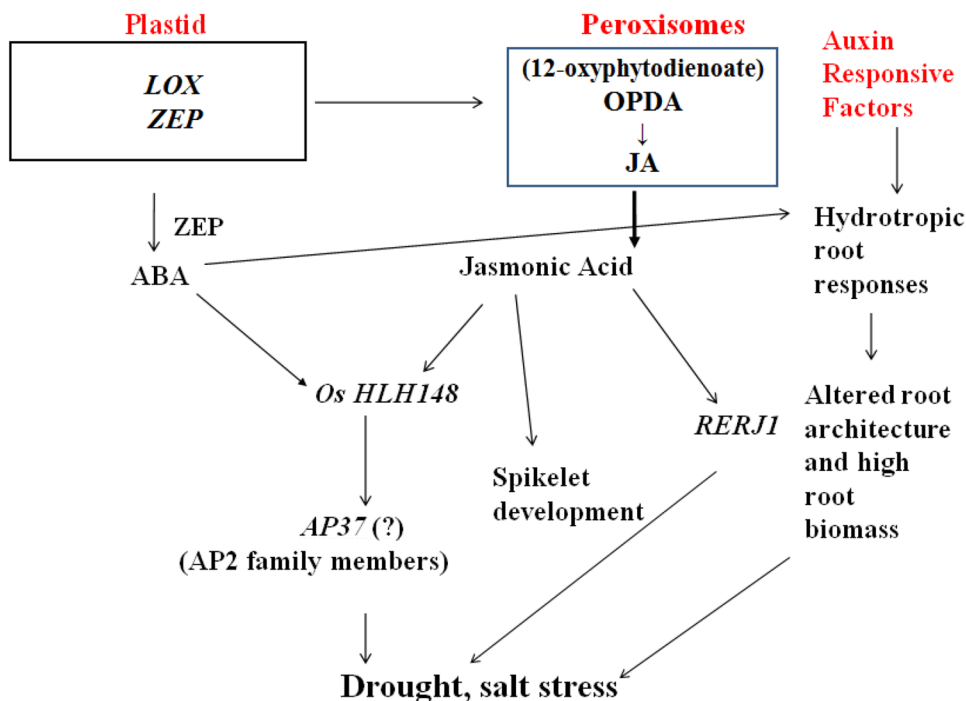 Plastid
LOX
ZEP
Peroxisomes
(12-oxyphytodienoate)
OPDA
↓
JA
Auxin
Responsive
Factors
ZEP
ABA
Jasmonic Acid
Hydrotropic
root
responses
Os HLH148
RERJ1
Altered root
architecture
and high
root
biomass
Spikelet
development
AP37 (?)
(AP2 family members)
Drought, salt stress